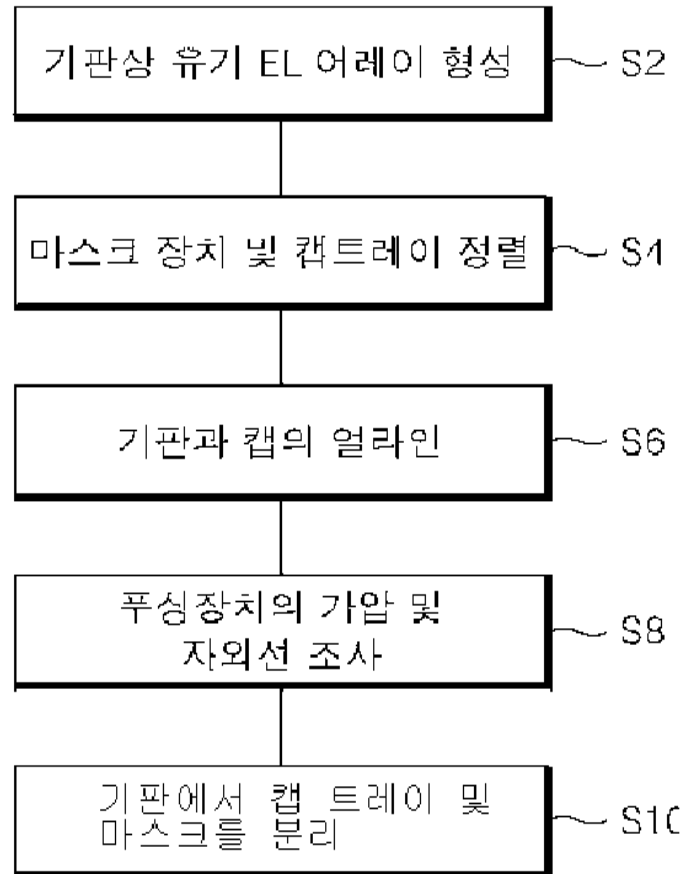 기판상 유기 EL 어레이 형성
S2
마스크 장치 및 캡트레이 정렬
S4
기판과 캡의 얼라인
S6
푸싱장치의 가압 및
자외선 조사
S8
기판에서 캡 트레이 및
마스크를 분리
S10